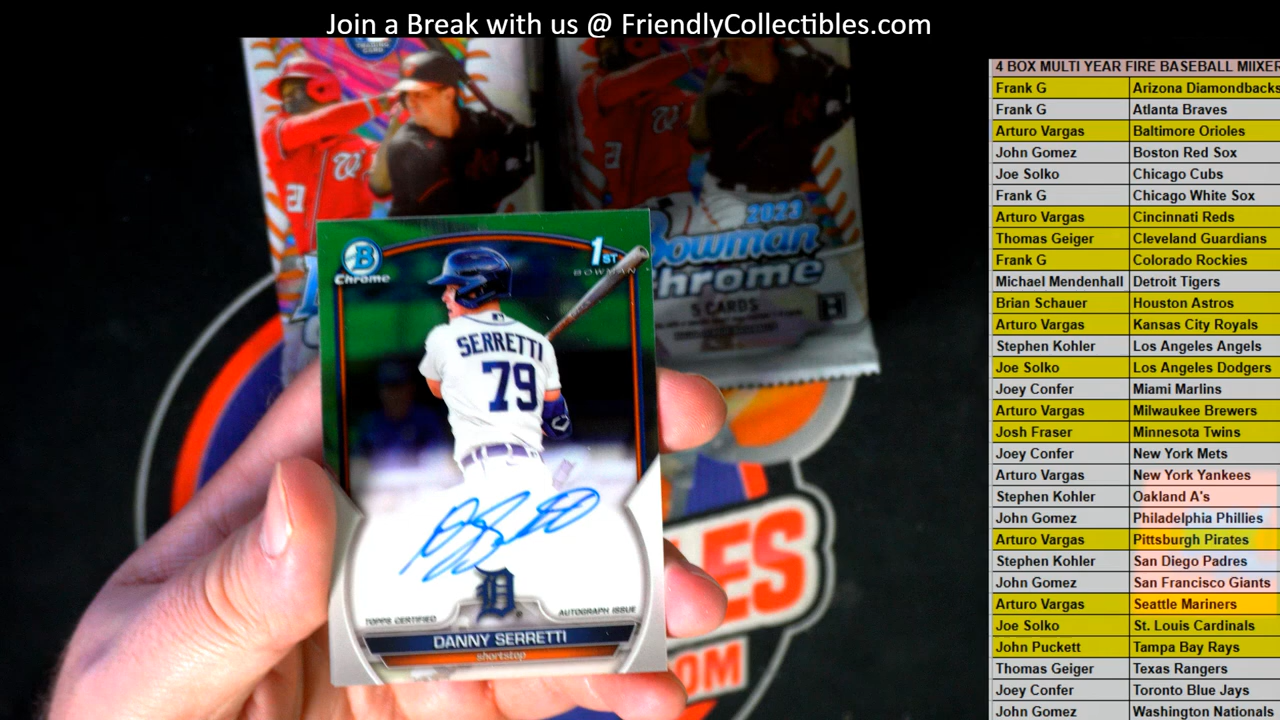 Join a Break with us @ FriendlyCollectibles.com
4 BOX MULTI YEAR FIRE BASEBALL MIIXER
Frank G Arizona Diamondbacks
Frank G Atlanta Braves
Arturo Vargas Baltimore Orioles
John Gomez Boston Red Sox
Joe Solko Chicago Cubs
Frank G Chicago White Sox
Arturo Vargas Cincinnati Reds
Thomas Geiger Cleveland Guardians
Frank G Colorado Rockies
Michael Mendenhall Detroit Tigers
Brian Schauer Houston Astros
Arturo Vargas Kansas City Royals
Stephen Kohler Los Angeles Angels
Joe Solko Los Angeles Dodgers
Joey Confer Miami Marlins
Arturo Vargas Milwaukee Brewers
Josh Fraser Minnesota Twins
Joey Confer New York Mets
Arturo Vargas New York Yankees
Stephen Kohler Oakland A's
John Gomez Philadelphia Phillies
Arturo Vargas Pittsburgh Pirates
Stephen Kohler San Diego Padres
John Gomez San Francisco Giants
Arturo Vargas Seattle Mariners
Joe Solko St. Louis Cardinals
John Puckett Tampa Bay Rays
Thomas Geiger Texas Rangers
Joey Confer Toronto Blue Jays
John Gomez Washington Nationals
2023
Bowman
Chrome
5 CARDS
B
Chrome
1ST
BOWMAN
SERRETTI
79
D
TOPPS CERTIFIED
AUTOGRAPH ISSUE
DANNY SERRETTI
shortstop
LES
OM